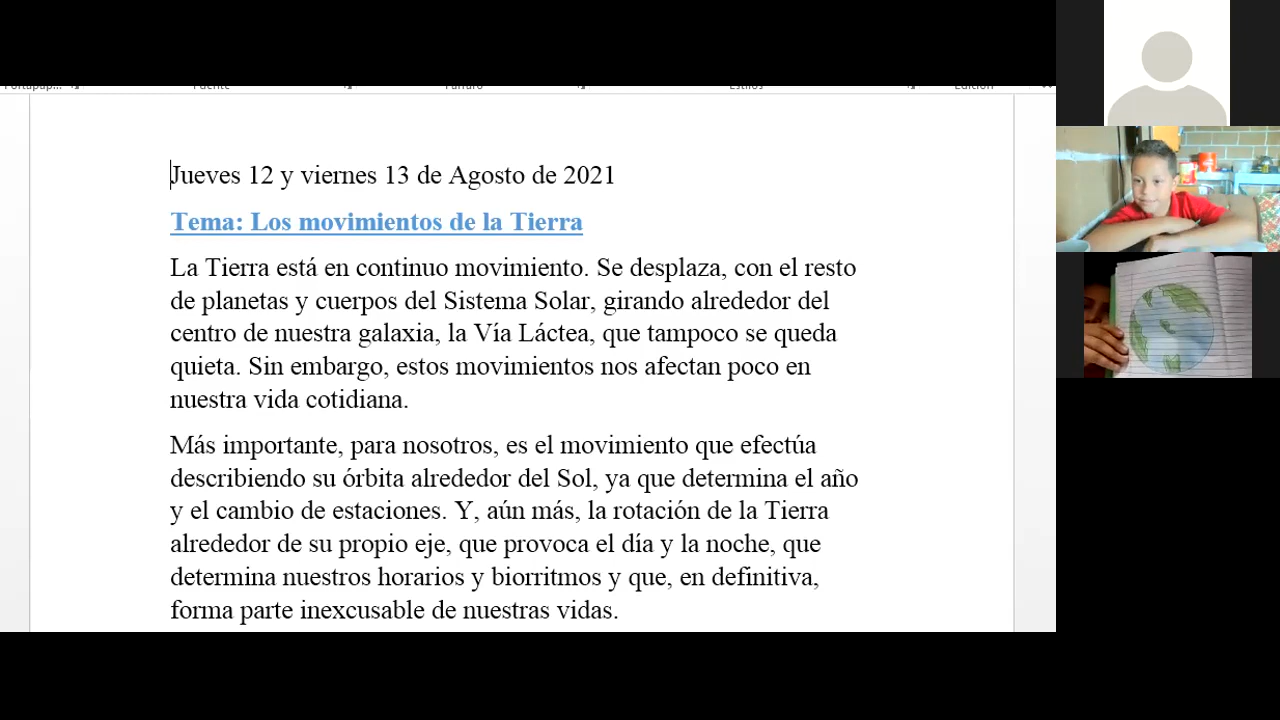 Jueves 12 y viernes 13 de Agosto de 2021
Tema: Los movimientos de la Tierra
La Tierra está en continuo movimiento. Se desplaza, con el resto
de planetas y cuerpos del Sistema Solar, girando alrededor del
centro de nuestra galaxia, la Vía Láctea, que tampoco se queda
quieta. Sin embargo, estos movimientos nos afectan poco en
nuestra vida cotidiana.
Más importante, para nosotros, es el movimiento que efectúa
describiendo su órbita alrededor del Sol, ya que determina el año
y el cambio de estaciones. Y, aún más, la rotación de la Tierra
alrededor de su propio eje, que provoca el día y la noche, que
determina nuestros horarios y biorritmos y que, en definitiva,
forma parte inexcusable de nuestras vidas.